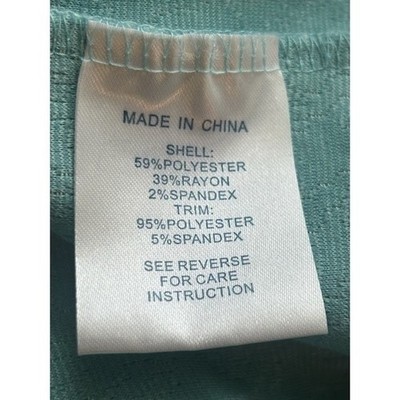 MADE IN CHINA
SHELL:
59%POLYESTER
39%RAYON
2%SPANDEX
TRIM:
95%POLYESTER
5%SPANDEX
SEE REVERSE
FOR CARE
INSTRUCTION